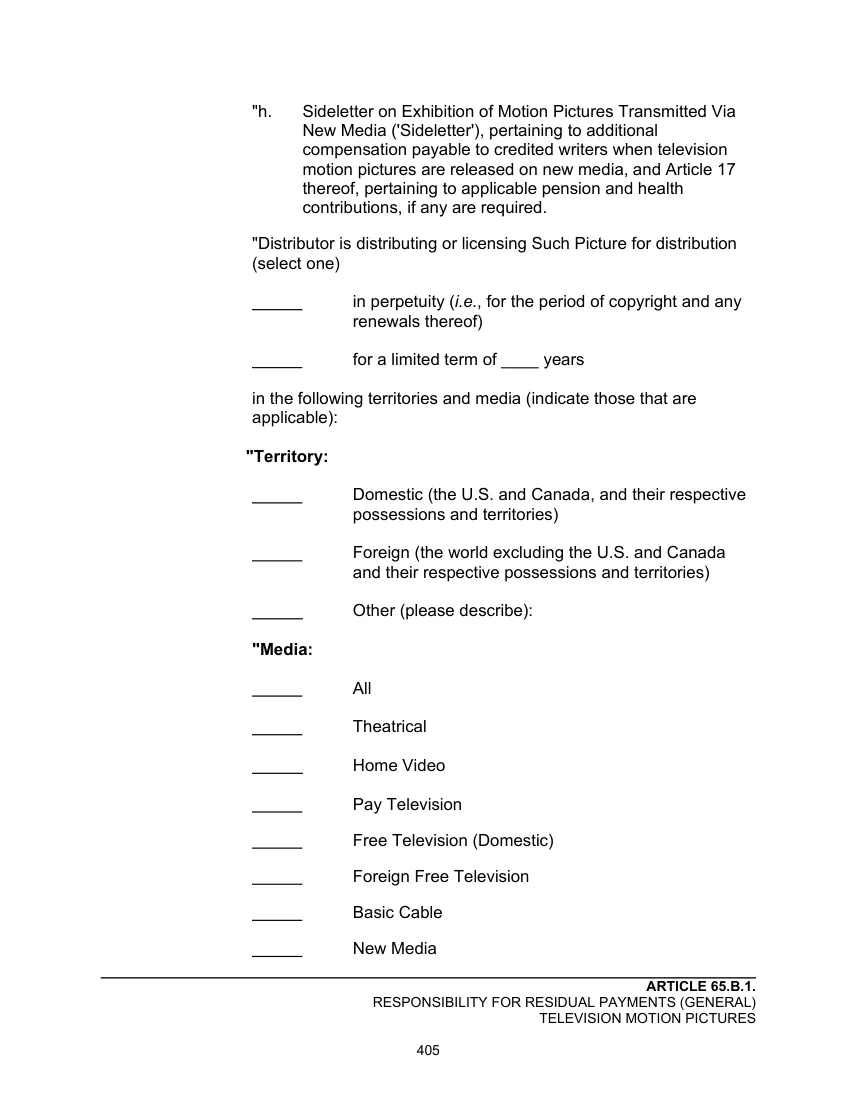 "h. Sideletter on Exhibition of Motion Pictures Transmitted Via
New Media ('Sideletter'), pertaining to additional
compensation payable to credited writers when television
motion pictures are released on new media, and Article 17
thereof, pertaining to applicable pension and health
contributions, if any are required.
"Distributor is distributing or licensing Such Picture for distribution
(select one)
______ in perpetuity (i.e., for the period of copyright and any
renewals thereof)
______ for a limited term of ____ years
in the following territories and media (indicate those that are
applicable):
"Territory:
______ Domestic (the U.S. and Canada, and their respective
possessions and territories)
______ Foreign (the world excluding the U.S. and Canada
and their respective possessions and territories)
______ Other (please describe):
"Media:
______ All
______ Theatrical
______ Home Video
______ Pay Television
______ Free Television (Domestic)
______ Foreign Free Television
______ Basic Cable
______ New Media
ARTICLE 65.B.1.
RESPONSIBILITY FOR RESIDUAL PAYMENTS (GENERAL)
TELEVISION MOTION PICTURES
405